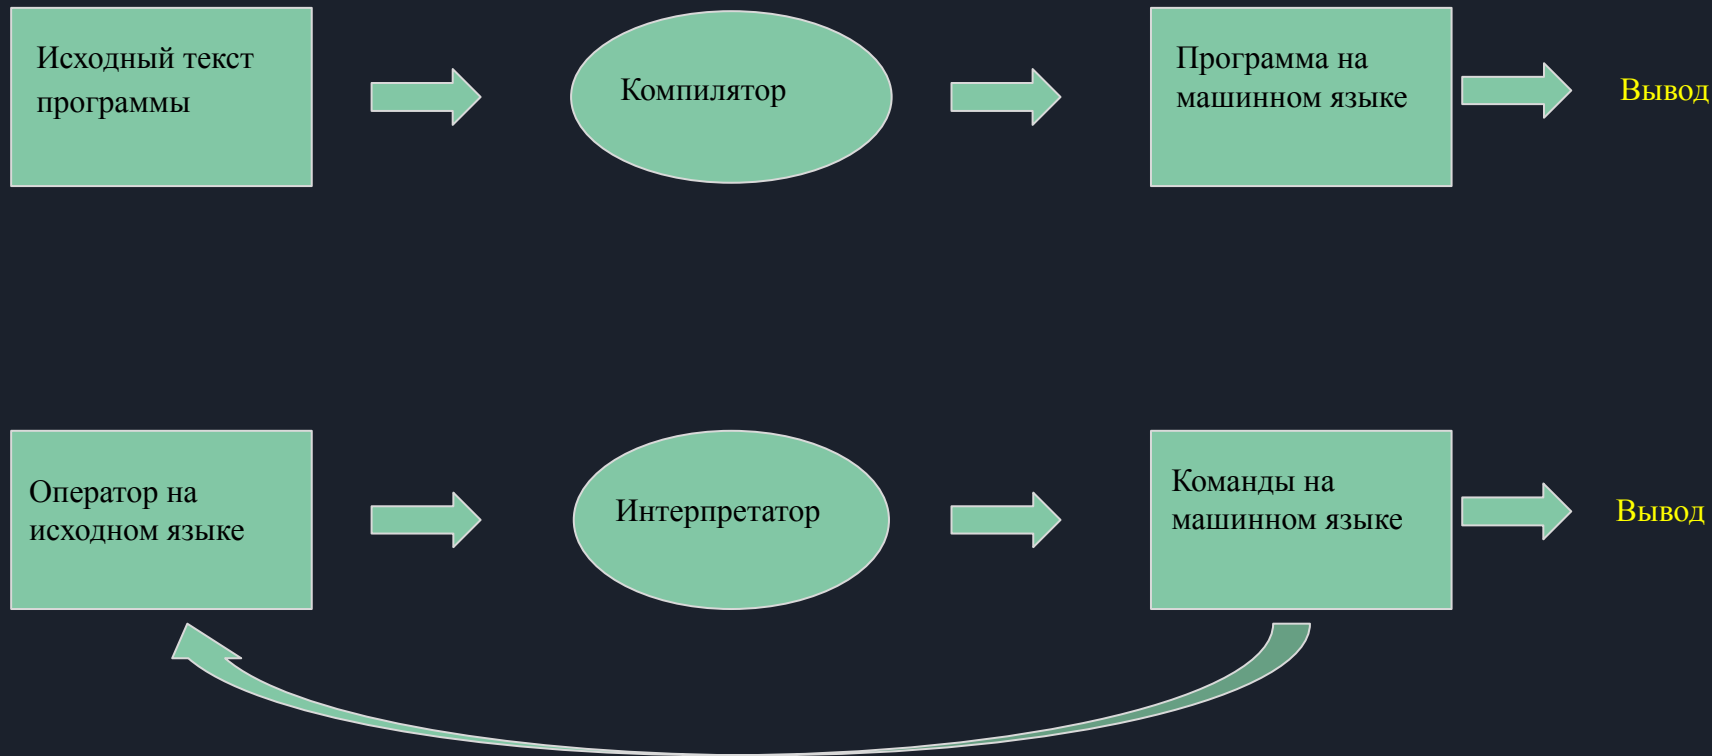 Исходный текст
программы
Компилятор
Программа на
машинном языке
Вывод
Оператор на
исходном языке
Интерпретатор
Команды на
машинном языке
Вывод